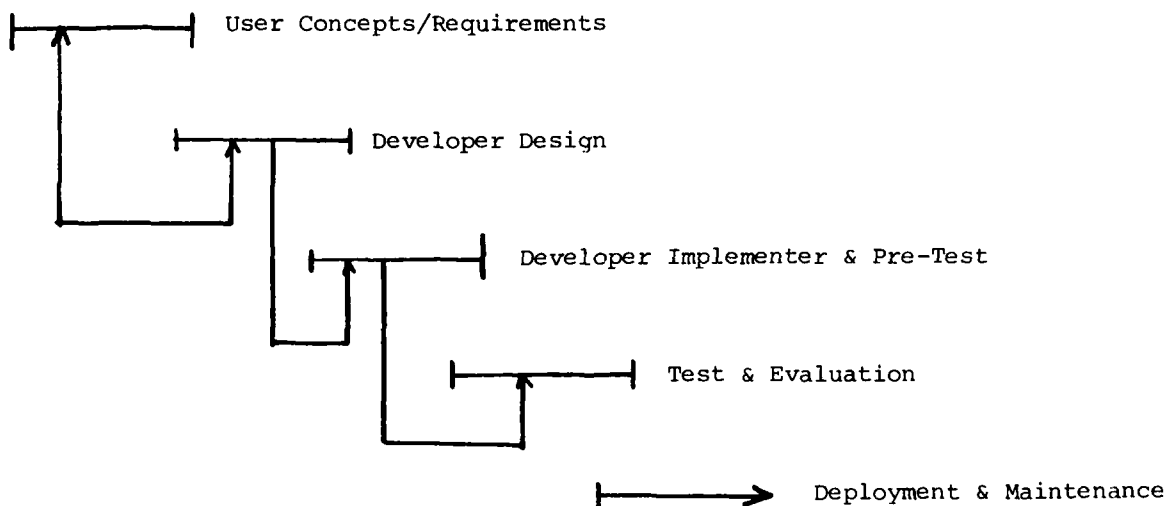 User Concepts/Requirements
Developer Design
Developer Implementer & Pre-Test
Test & Evaluation
Deployment & Maintenance